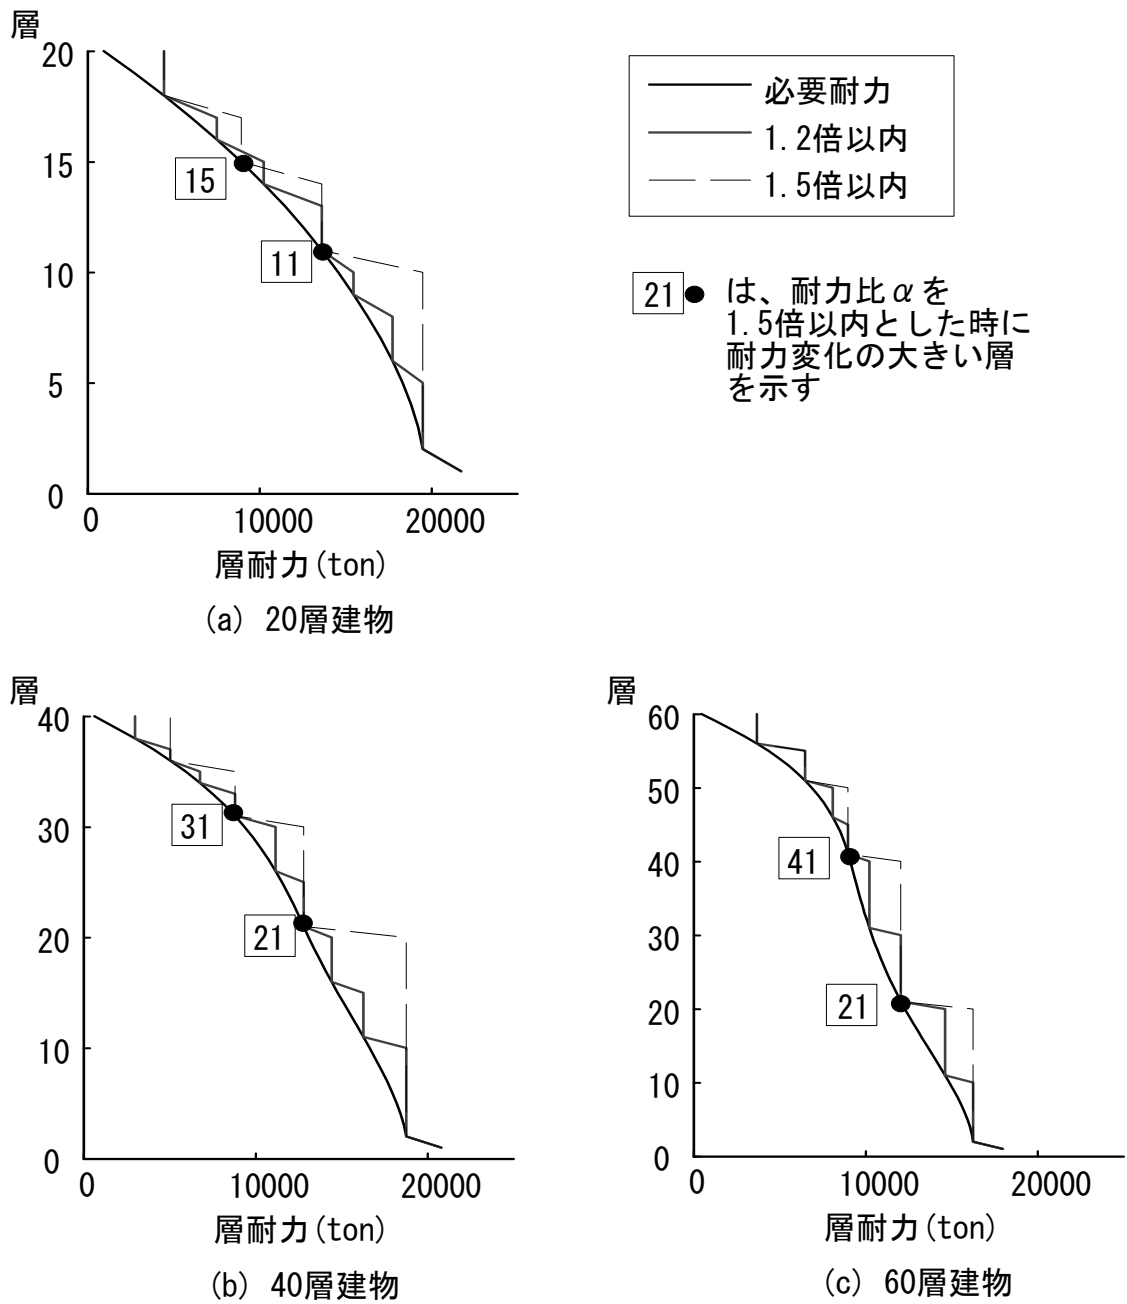 層
20
15
10
5
0
15
11
0 10000 20000
層耐力(ton)
(a) 20層建物
必要耐力
1.2倍以内
1.5倍以内
21 は、耐力比αを
1.5倍以内とした時に
耐力変化の大きい層
を示す
層
40
30
20
10
0
31
21
0 10000 20000
層耐力(ton)
(b) 40層建物
層
60
50
40
30
20
10
0
41
21
0 10000 20000
層耐力(ton)
(c) 60層建物